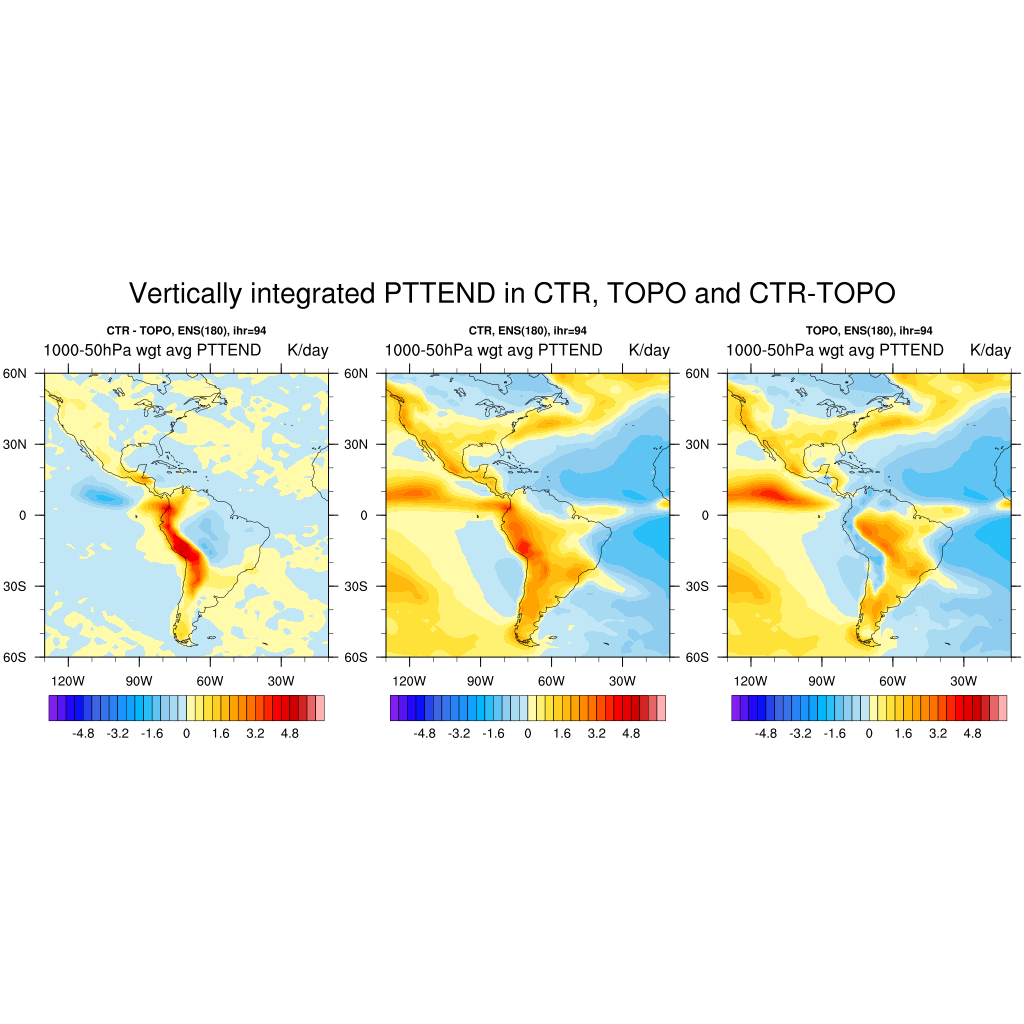 Vertically integrated PTTEND in CTR, TOPO and CTR-TOPO
CTR - TOPO, ENS(180), ihr=94
1000-50hPa wgt avg PTTEND K/day
60N
30N
0
30S
60S
120W 90W 60W 30W
-4.8 -3.2 -1.6 0 1.6 3.2 4.8
CTR, ENS(180), ihr=94
1000-50hPa wgt avg PTTEND K/day
60N
30N
0
30S
60S
120W 90W 60W 30W
-4.8 -3.2 -1.6 0 1.6 3.2 4.8
TOPO, ENS(180), ihr=94
1000-50hPa wgt avg PTTEND K/day
60N
30N
0
30S
60S
120W 90W 60W 30W
-4.8 -3.2 -1.6 0 1.6 3.2 4.8